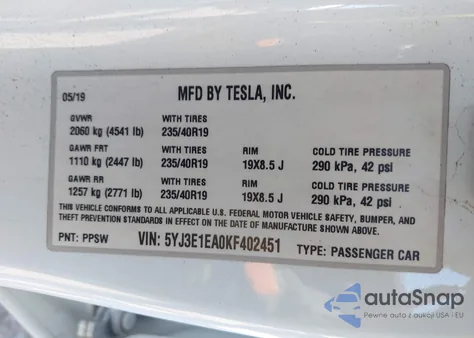 05/19 MFD BY TESLA, INC.
GVWR WITH TIRES
2060 kg (4541 lb) 235/40R19
GAWR FRT WITH TIRES RIM COLD TIRE PRESSURE
1110 kg (2447 lb) 235/40R19 19X8.5 J 290 kPa, 42 psi
GAWR RR WITH TIRES RIM COLD TIRE PRESSURE
1257 kg (2771 lb) 235/40R19 19X8.5 J 290 kPa, 42 psi
THIS VEHICLE CONFORMS TO ALL APPLICABLE U.S. FEDERAL MOTOR VEHICLE SAFETY, BUMPER, AND
THEFT PREVENTION STANDARDS IN EFFECT ON THE DATE OF MANUFACTURE SHOWN ABOVE.
PNT: PPSW VIN: 5YJ3E1EA0KF402451 TYPE: PASSENGER CAR
autoSnap
Pewne auta z USA i EU